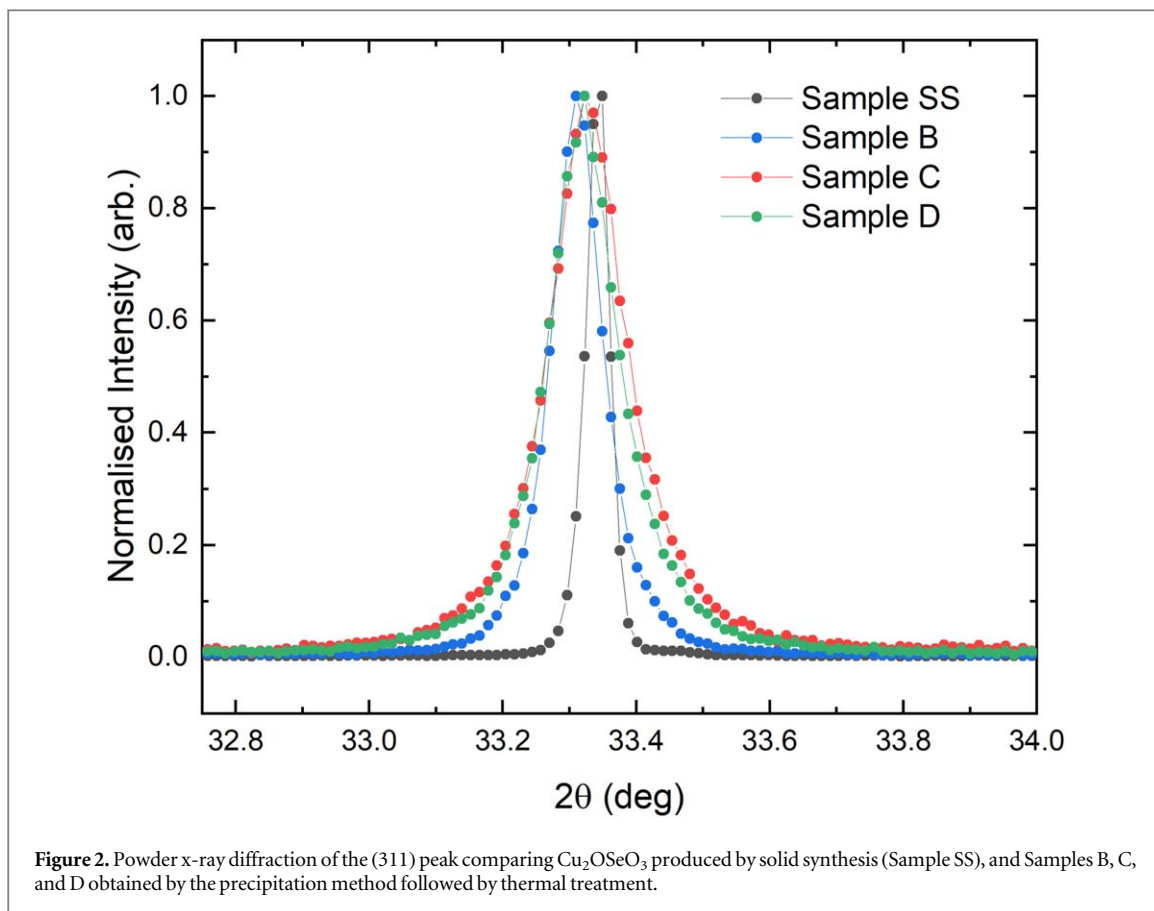 Normalised Intensity (arb.)
1.0
0.8
0.6
0.4
0.2
0.0
Sample SS
Sample B
Sample C
Sample D
32.8 33.0 33.2 33.4 33.6 33.8 34.0
2θ (deg)
Figure 2. Powder x-ray diffraction of the (311) peak comparing Cu₂OSeO₃ produced by solid synthesis (Sample SS), and Samples B, C,
and D obtained by the precipitation method followed by thermal treatment.